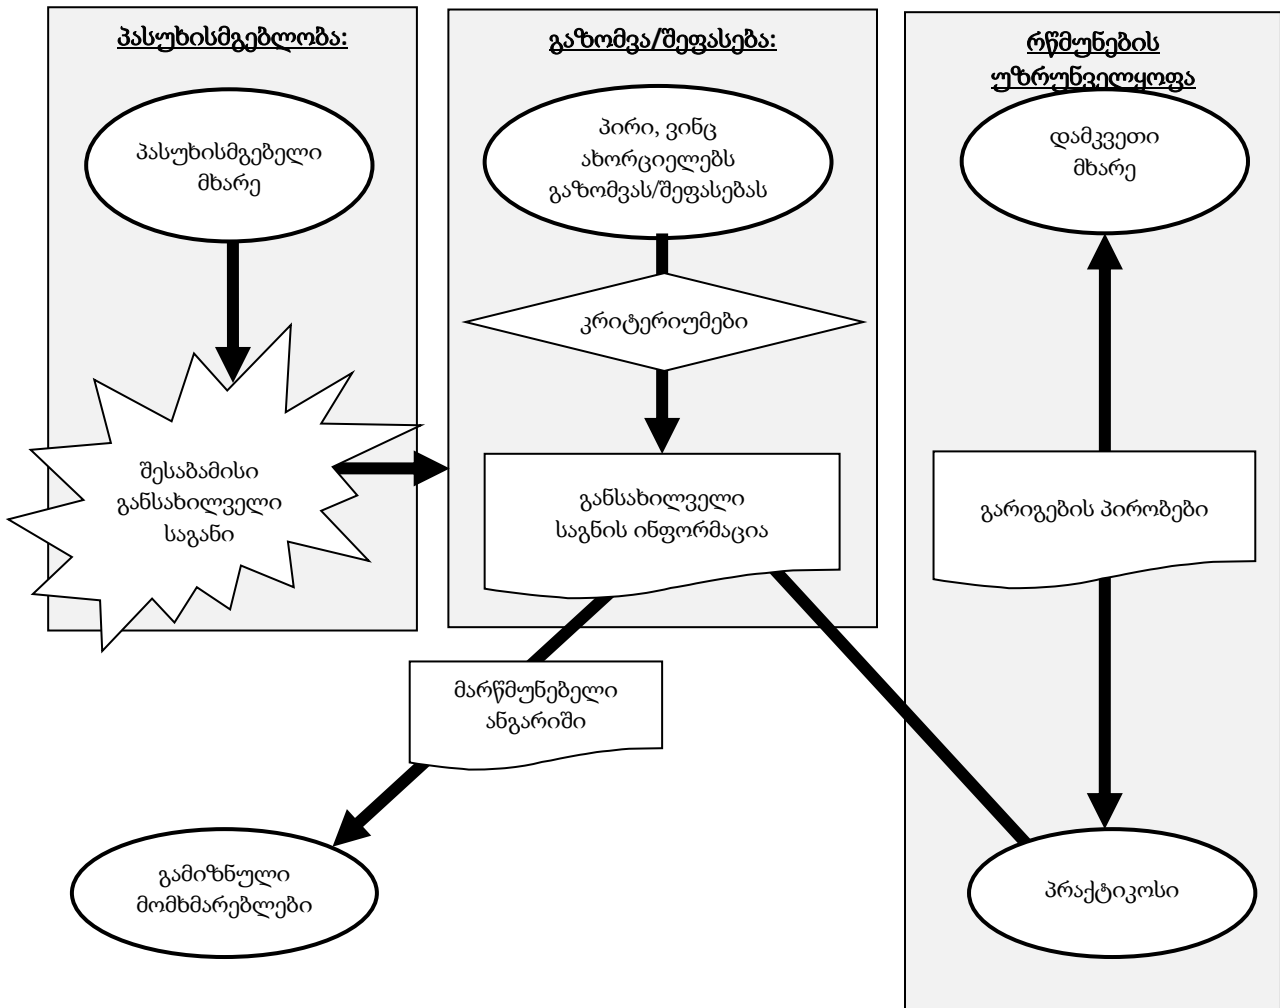 პასუხისმგებლობა:
პასუხისმგებელი
მხარე
შესაბამისი
განსახილველი
საგანი
გაზომვა/შეფასება:
პირი, ვინც
ახორციელებს
გაზომვას/შეფასებას
კრიტერიუმები
განსახილველი
საგნის ინფორმაცია
რწმუნების
უზრუნველყოფა
დამკვეთი
მხარე
გარიგების პირობები
პრაქტიკოსი
მარწმუნებელი
ანგარიში
გამიზნული
მომხმარებლები